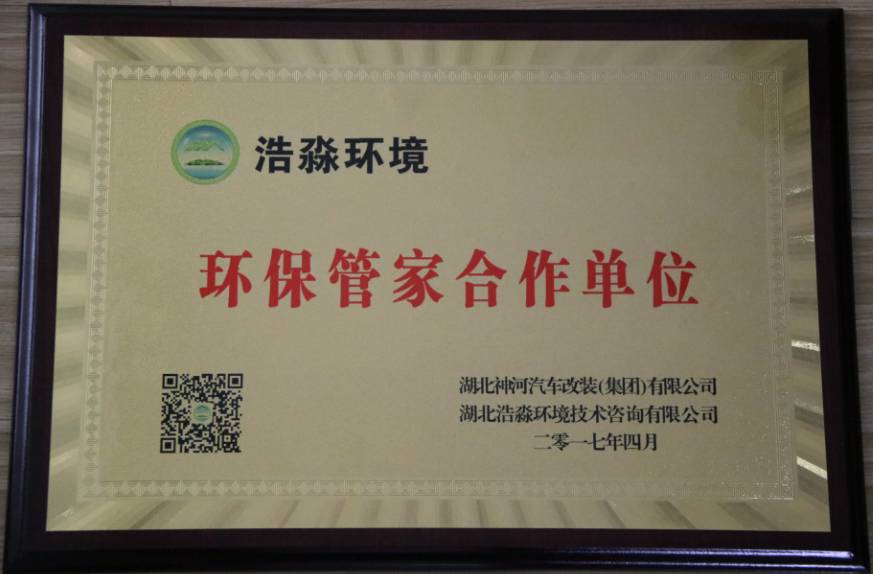 浩淼环境
环保管家合作单位
湖北神河汽车改装(集团)有限公司
湖北浩淼环境技术咨询有限公司
二零一七年四月